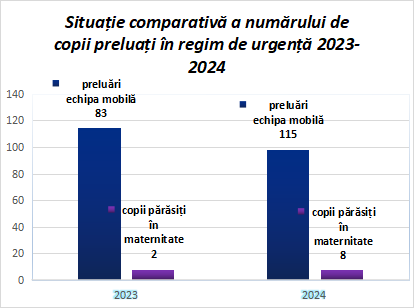 Situație comparativă a numărului de
copii preluați în regim de urgență 2023-
2024
preluări
echipa mobilă
83
preluări
echipa mobilă
115
copii părăsiți
în
maternitate
2
copii părăsiți
în
maternitate
8
140
120
100
80
60
40
20
0
2023
2024